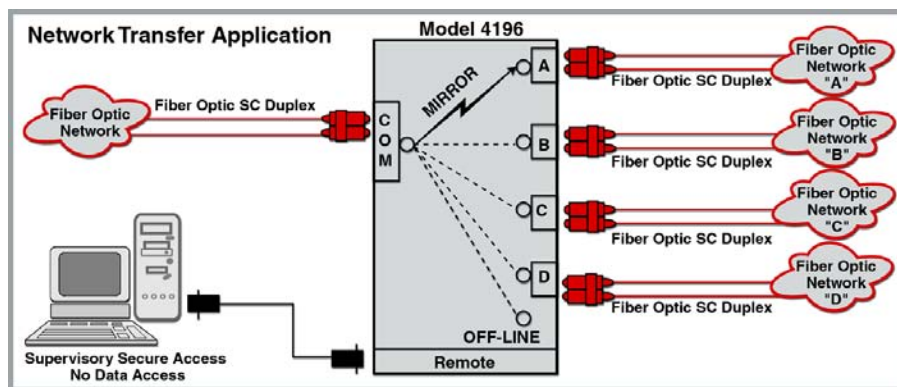 Network Transfer Application
Model 4196
Fiber Optic
Network
Fiber Optic SC Duplex
COM
MIRROR
A
B
C
D
OFF-LINE
Remote
Fiber Optic SC Duplex
Fiber Optic
Network
"A"
Fiber Optic SC Duplex
Fiber Optic
Network
"B"
Fiber Optic SC Duplex
Fiber Optic
Network
"C"
Fiber Optic SC Duplex
Fiber Optic
Network
"D"
Supervisory Secure Access
No Data Access